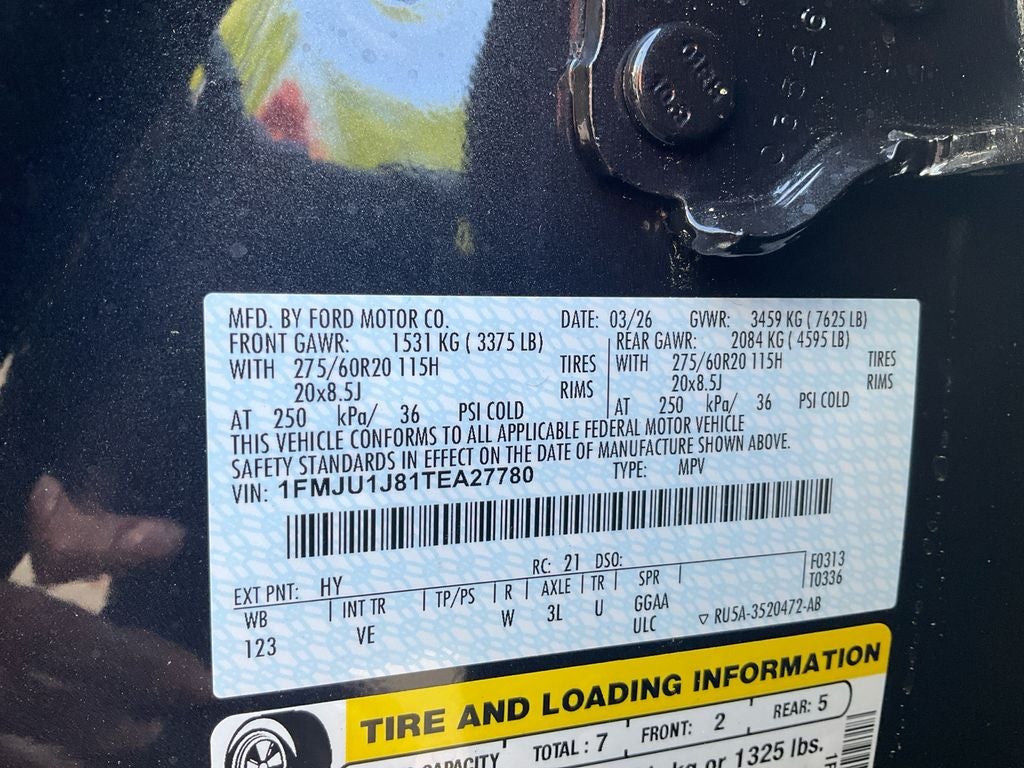 03526
MFD. BY FORD MOTOR CO. DATE: 03/26 GVWR: 3459 KG ( 7625 LB)
FRONT GAWR: 1531 KG ( 3375 LB) REAR GAWR: 2084 KG ( 4595 LB)
WITH 275/60R20 115H TIRES WITH 275/60R20 115H TIRES
20x8.5J RIMS 20x8.5J RIMS
AT 250 kPa/ 36 PSI COLD AT 250 kPa/ 36 PSI COLD
THIS VEHICLE CONFORMS TO ALL APPLICABLE FEDERAL MOTOR VEHICLE
SAFETY STANDARDS IN EFFECT ON THE DATE OF MANUFACTURE SHOWN ABOVE.
VIN: 1FMJU1J81TEA27780 TYPE: MPV
EXT PNT: HY RC: 21 DSO: F0313
WB INT TR TP/PS R AXLE TR SPR T0336
123 VE W 3L U GGAA
ULC RU5A-3520472-AB
TIRE AND LOADING INFORMATION
CAPACITY TOTAL : 7 FRONT: 2 REAR: 5
kg or 1325 lbs.